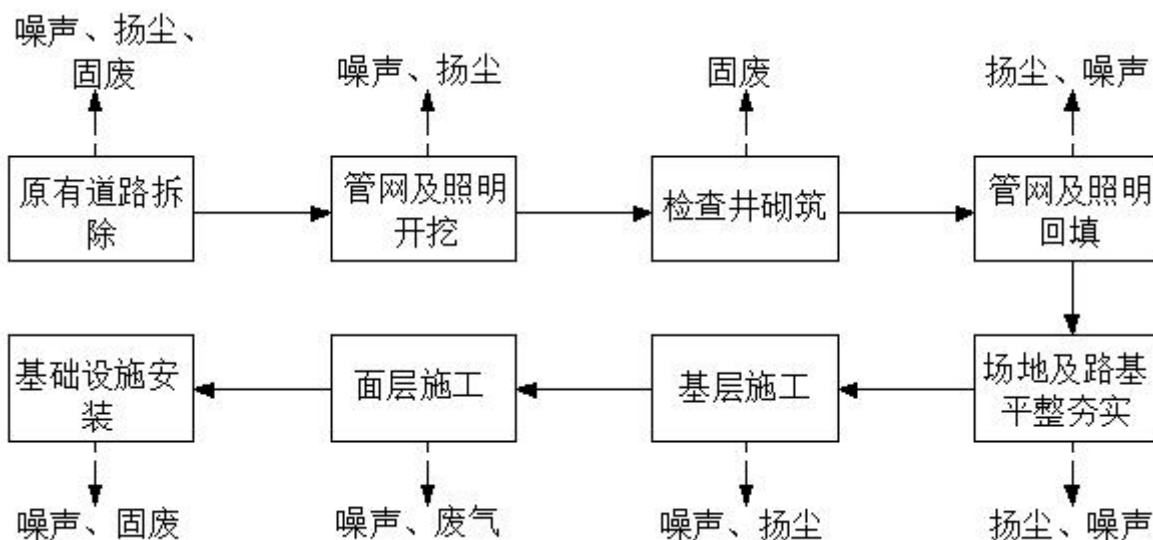 噪声、扬尘、
固废
噪声、扬尘
固废
扬尘、噪声
原有道路拆
除
管网及照明
开挖
检查井砌筑
管网及照明
回填
基础设施安
装
面层施工
基层施工
场地及路基
平整夯实
噪声、固废
噪声、废气
噪声、扬尘
扬尘、噪声